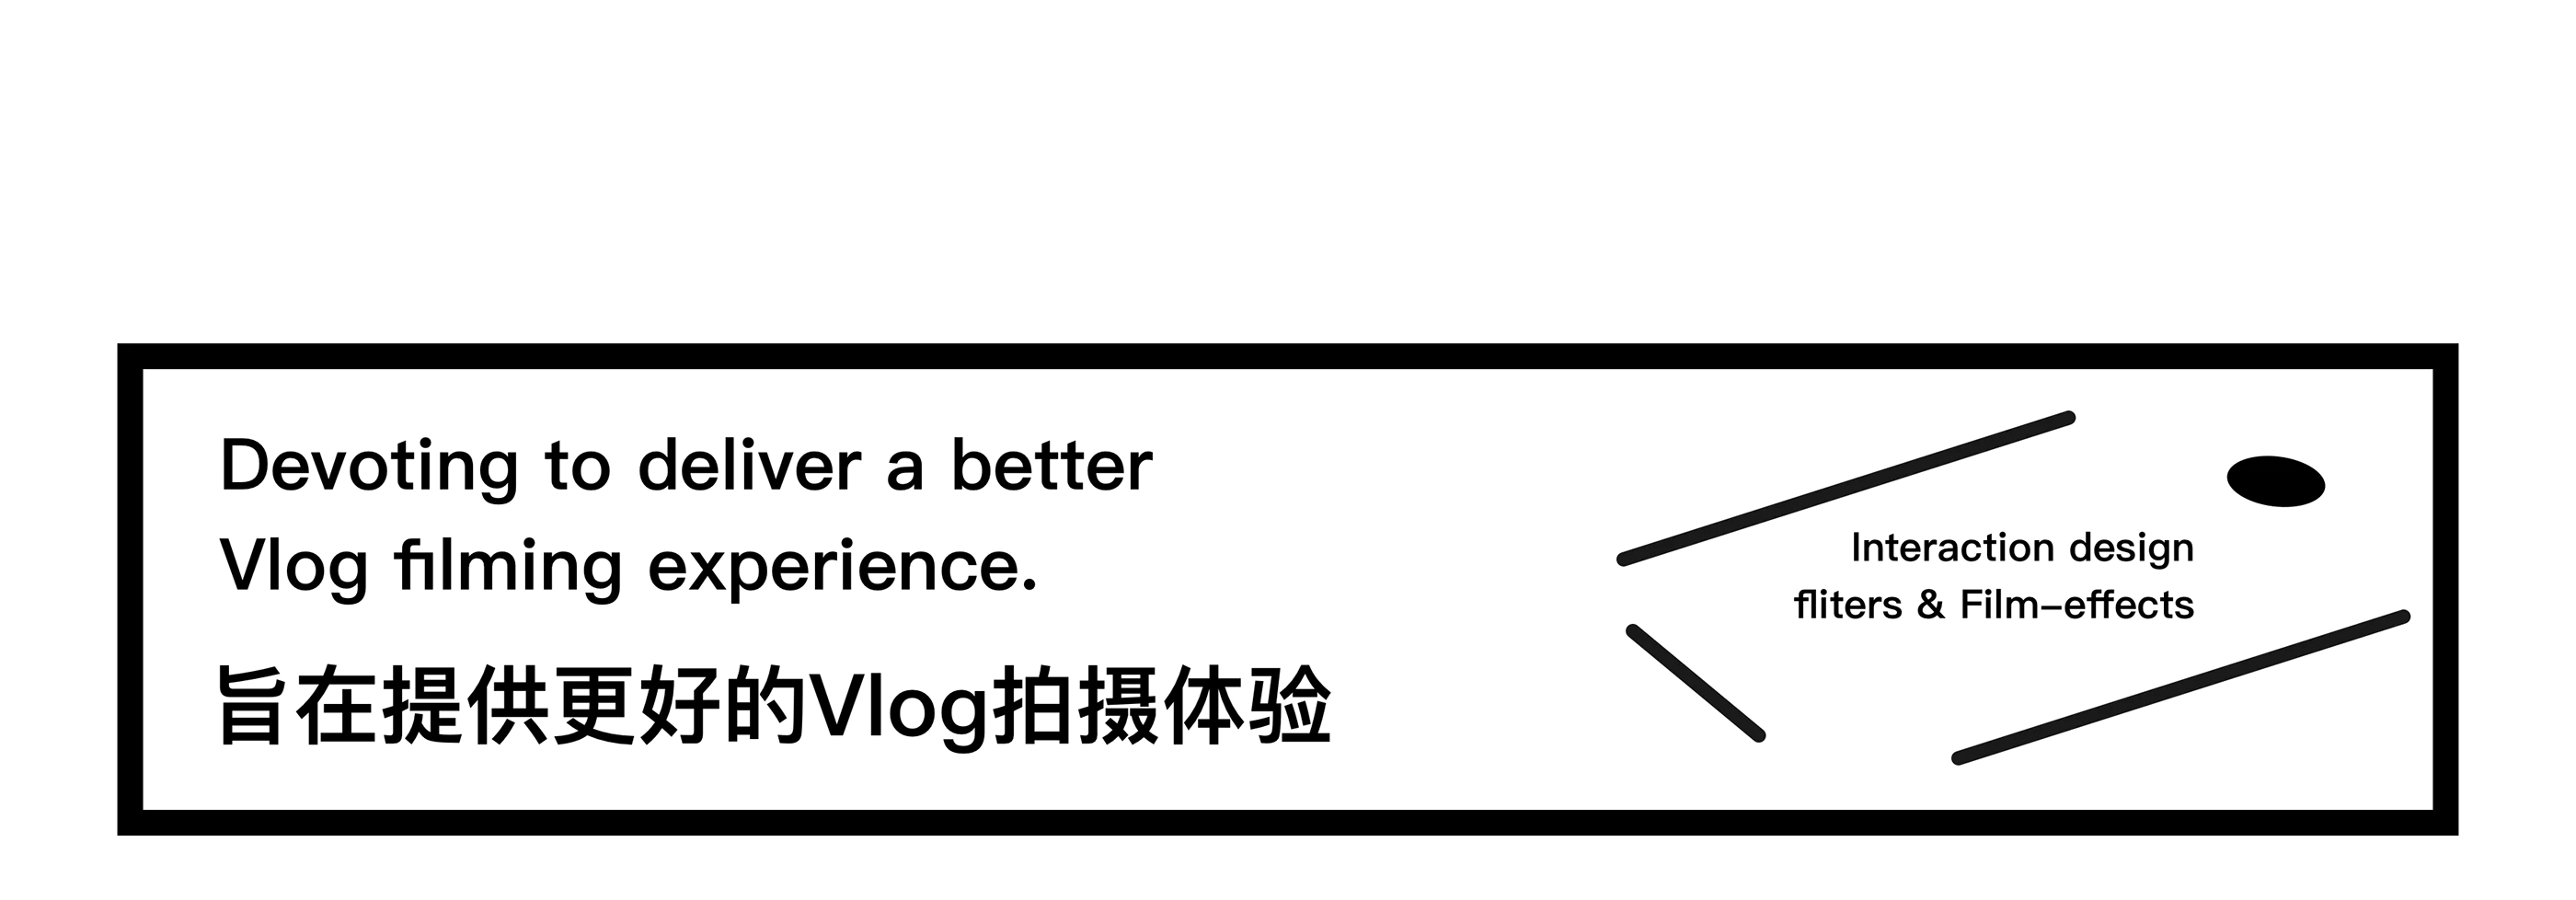 Devoting to deliver a better
Vlog filming experience.
旨在提供更好的Vlog拍摄体验
Interaction design
fliters & Film-effects